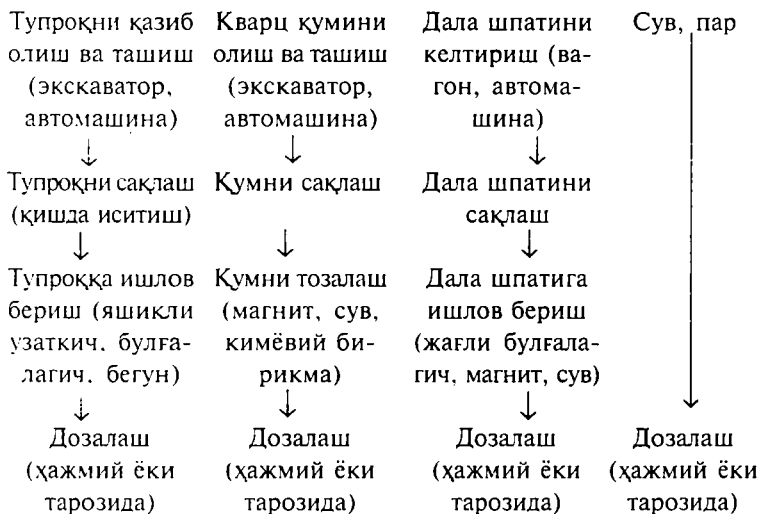 Тупроқни қазиб
олиш ва ташиш
(экскаватор,
автомашина)
Тупроқни сақлаш
(қишда иситиш)
Тупроққа ишлов
бериш (яшикли
узаткич, булға-
лагич, бегун)
Дозалаш
(ҳажмий ёки
тарозида)
Кварц қумини
олиш ва ташиш
(экскаватор,
автомашина)
Қумни сақлаш
Қумни тозалаш
(магнит, сув,
кимёвий би-
рикма)
Дозалаш
(ҳажмий ёки
тарозида)
Дала шпатини
келтириш (ва-
гон, автома-
шина)
Дала шпатини
сақлаш
Дала шпатига
ишлов бериш
(жағли булғала-
гич, магнит, сув)
Дозалаш
(ҳажмий ёки
тарозида)
Сув, пар
Дозалаш
(ҳажмий ёки
тарозида)